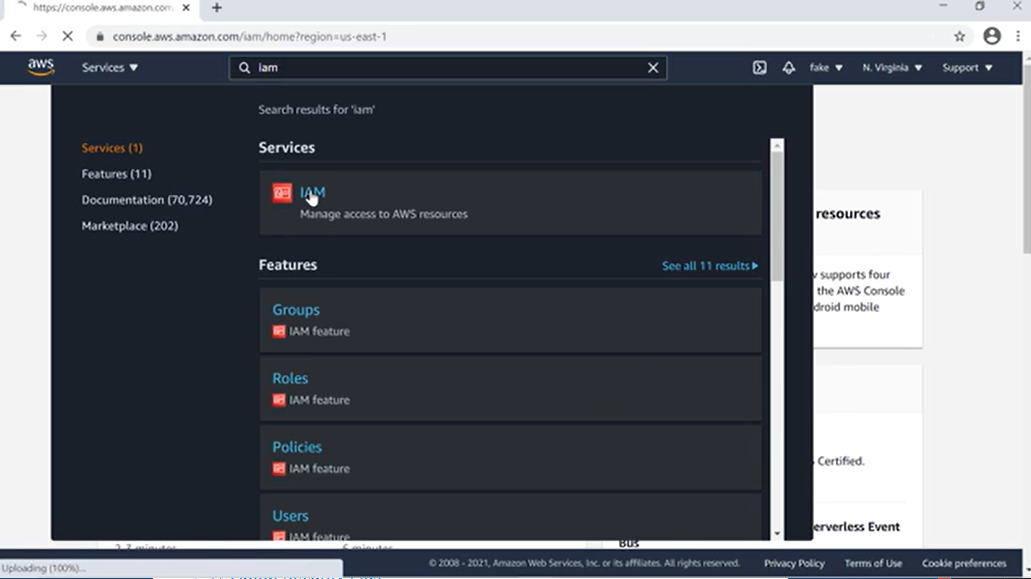 https://console.aws.amazon.com
console.aws.amazon.com/iam/home?region=us-east-1
aws
Services
iam
fake
N. Virginia
Support
Search results for 'iam'
Services (1)
Features (11)
Documentation (70,724)
Marketplace (202)
Services
IAM
Manage access to AWS resources
Features
See all 11 results
Groups
IAM feature
Roles
IAM feature
Policies
IAM feature
Users
IAM feature
resources
supports four
the AWS Console
droid mobile
Certified.
erverless Event
Bus
2-3 minutes
6 minutes
Uploading (100%)...
© 2008 - 2021, Amazon Web Services, Inc. or its affiliates. All rights reserved.
Privacy Policy
Terms of Use
Cookie preferences